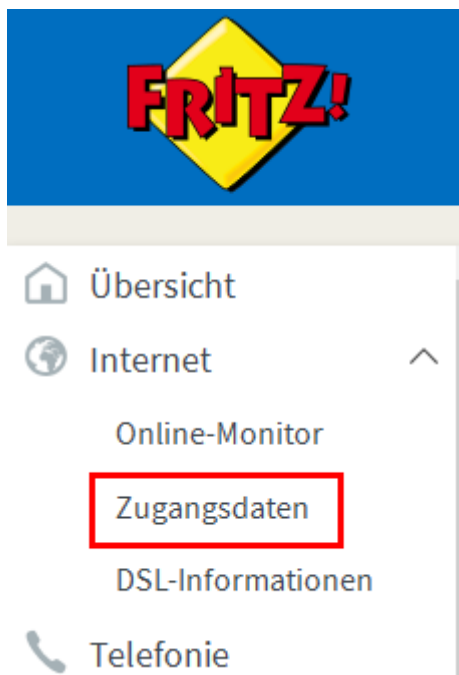 FRITZ!
Übersicht
Internet
Online-Monitor
Zugangsdaten
DSL-Informationen
Telefonie